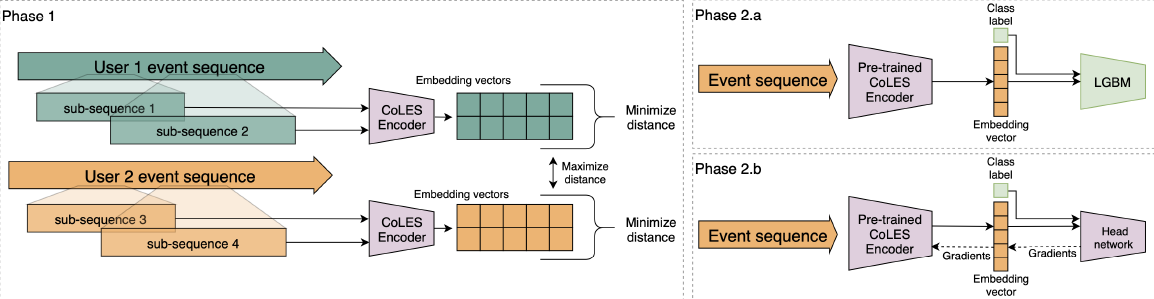 Phase 1
User 1 event sequence
sub-sequence 1
sub-sequence 2
CoLES
Encoder
Embedding vectors
Minimize
distance
Maximize
distance
User 2 event sequence
sub-sequence 3
sub-sequence 4
CoLES
Encoder
Embedding vectors
Minimize
distance
Phase 2.a
Event sequence
Pre-trained
CoLES
Encoder
Class
label
Embedding
vector
LGBM
Phase 2.b
Event sequence
Pre-trained
CoLES
Encoder
Gradients
Class
label
Embedding
vector
Gradients
Head
network